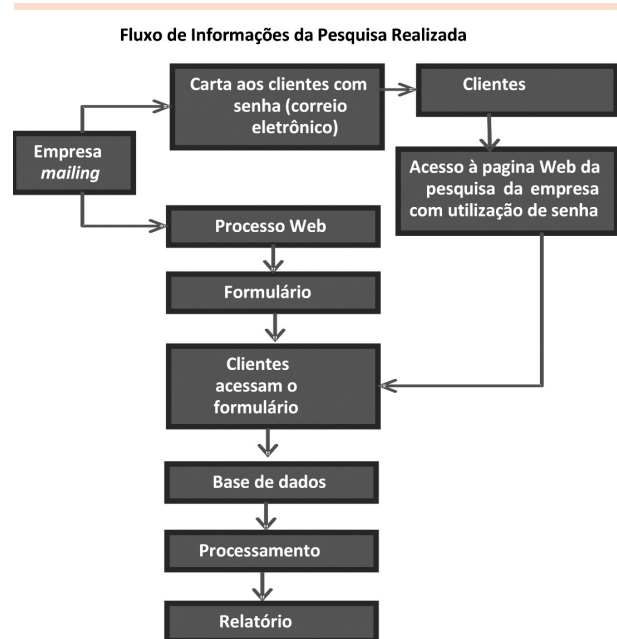 Fluxo de Informações da Pesquisa Realizada
Carta aos clientes com
senha (correio
eletrônico)
Clientes
Empresa
mailing
Acesso à pagina Web da
pesquisa da empresa
com utilização de senha
Processo Web
Formulário
Clientes
acessam o
formulário
Base de dados
Processamento
Relatório